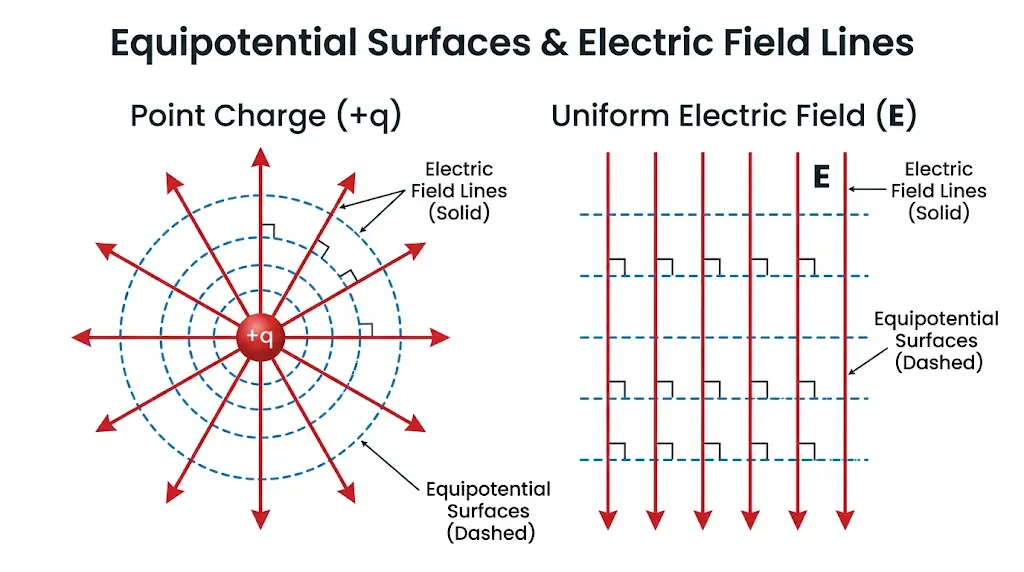 Equipotential Surfaces & Electric Field Lines
Point Charge (+q)
Electric
Field Lines
(Solid)
+q
Equipotential
Surfaces
(Dashed)
Uniform Electric Field (E)
E
Electric
Field Lines
(Solid)
Equipotential
Surfaces
(Dashed)